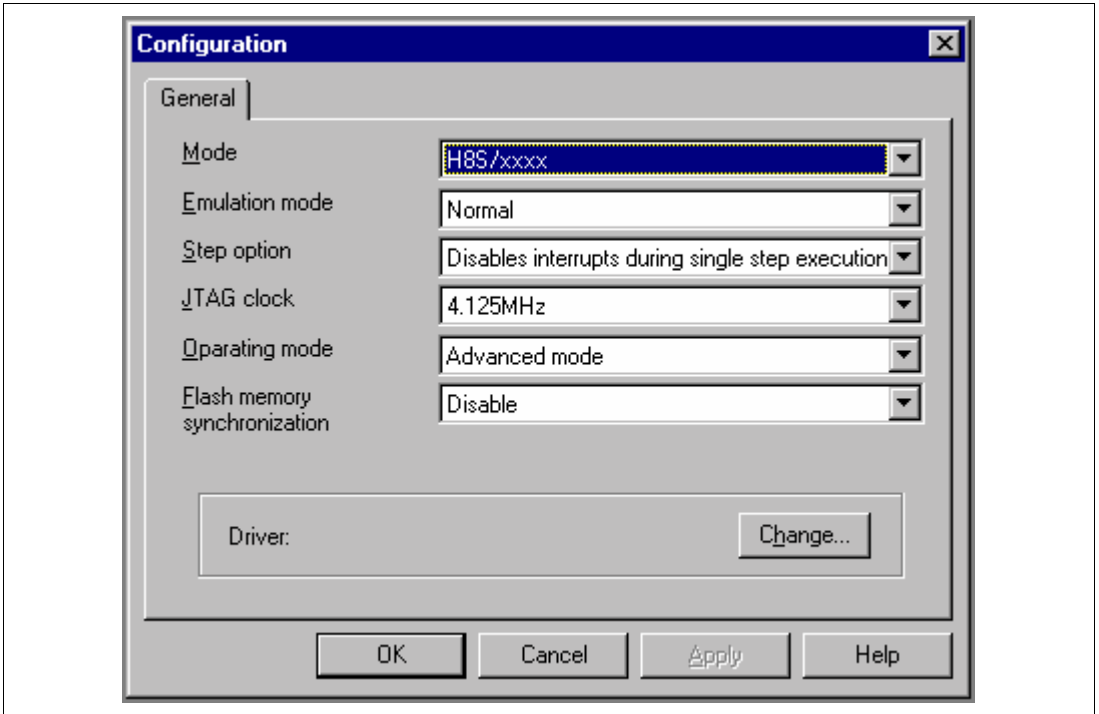 Configuration
General
Mode
H8S/xxxx
Emulation mode
Normal
Step option
Disables interrupts during single step execution
JTAG clock
4.125MHz
Oparating mode
Advanced mode
Flash memory
synchronization
Disable
Driver:
Change...
OK
Cancel
Apply
Help